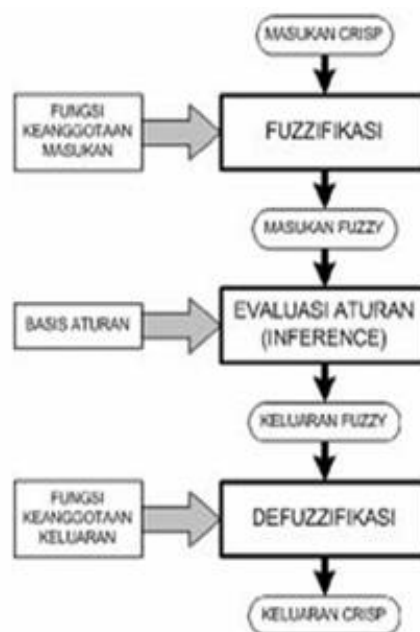 MASUKAN CRISP
FUNGSI
KEANGGOTAAN
MASUKAN
FUZZIFIKASI
MASUKAN FUZZY
BASIS ATURAN
EVALUASI ATURAN
(INFERENCE)
KELUARAN FUZZY
FUNGSI
KEANGGOTAAN
KELUARAN
DEFUZZIFIKASI
KELUARAN CRISP